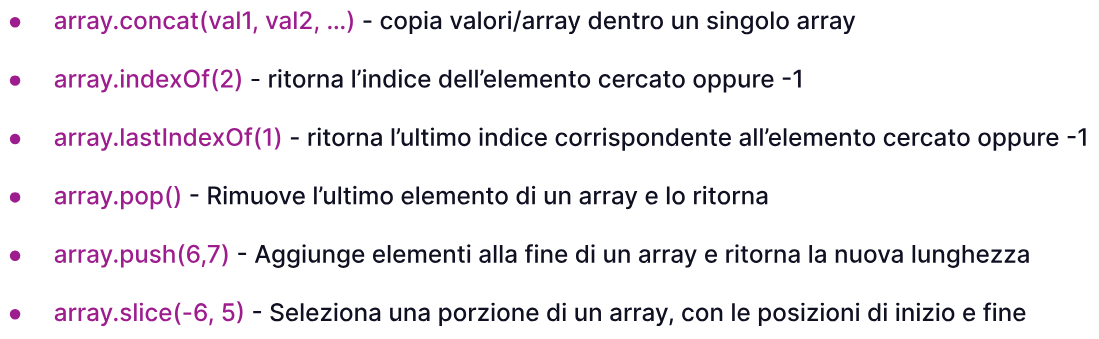 • array.concat(val1, val2, ...) - copia valori/array dentro un singolo array
• array.indexOf(2) - ritorna l’indice dell’elemento cercato oppure -1
• array.lastIndexOf(1) - ritorna l’ultimo indice corrispondente all’elemento cercato oppure -1
• array.pop() - Rimuove l’ultimo elemento di un array e lo ritorna
• array.push(6,7) - Aggiunge elementi alla fine di un array e ritorna la nuova lunghezza
• array.slice(-6, 5) - Seleziona una porzione di un array, con le posizioni di inizio e fine